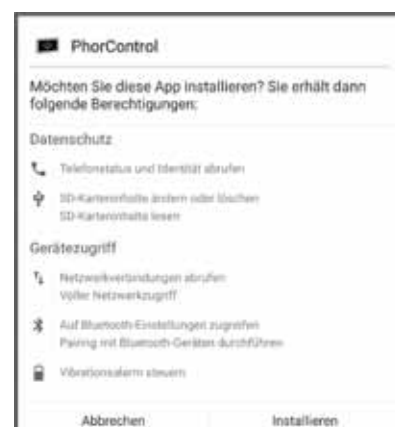 PhorControl
Möchten Sie diese App installieren? Sie erhält dann
folgende Berechtigungen:
Datenschutz
Telefonstatus und Identität abrufen
SD-Karteninhalte ändern oder löschen
SD-Karteninhalte lesen
Gerätezugriff
Netzwerkverbindungen abrufen
Voller Netzwerkzugriff
Auf Bluetooth-Einstellungen zugreifen
Pairing mit Bluetooth-Geräten durchführen
Vibrationsalarm steuern
Abbrechen Installieren